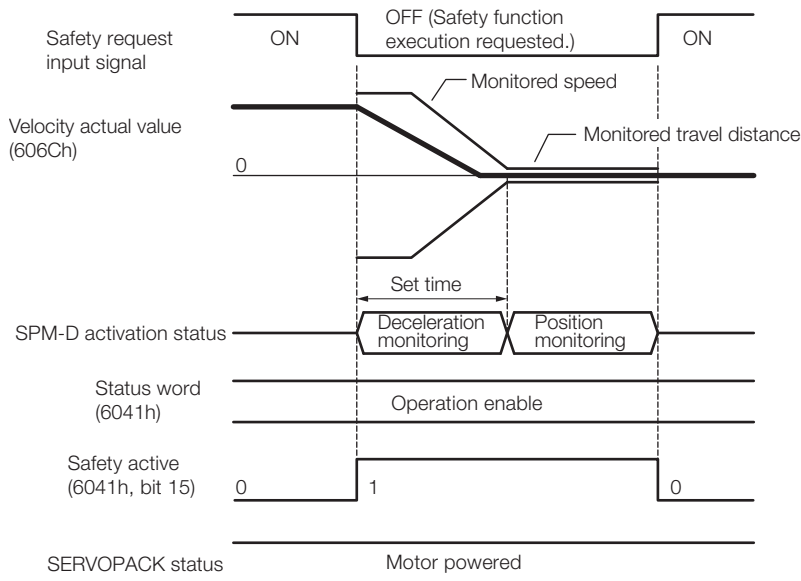 OFF (Safety function
execution requested.)
Safety request
input signal
ON
ON
Monitored speed
Velocity actual value
(606Ch)
Monitored travel distance
0
Set time
SPM-D activation status
Deceleration
monitoring
Position
monitoring
Status word
(6041h)
Operation enable
Safety active
(6041h, bit 15)
0
1
0
SERVOPACK status
Motor powered